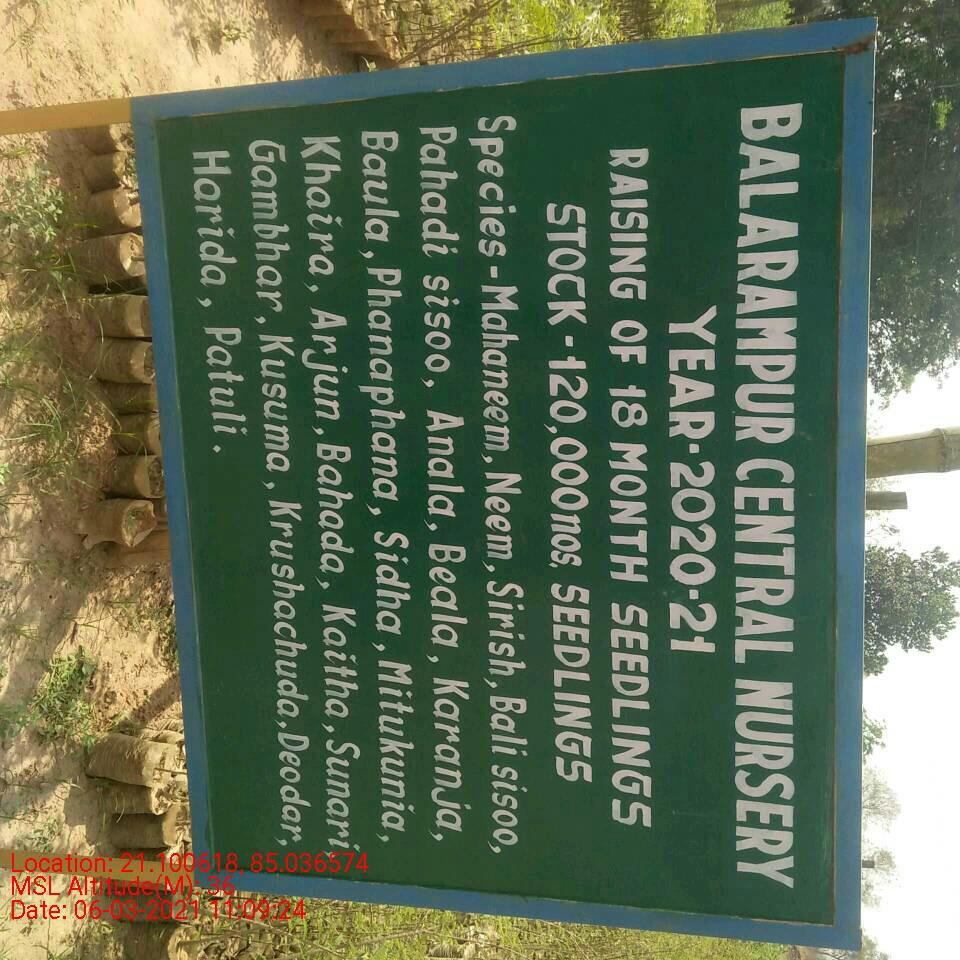 BALARAMPUR CENTRAL NURSERY
YEAR-2020-21
RAISING OF 18 MONTH SEEDLINGS
STOCK - 120,000nos, SEEDLINGS
Species - Mahaneem, Neem, Sirish, Bali sisoo,
Pahadi sisoo, Anala, Beala, Karanja,
Baula, Phanaphana, Sidha, Mitukunia,
Khaira, Arjun, Bahada, Kaitha, Sunari
Gambhar, Kusuma, Krushachuda, Deodar,
Harida, Patuli.
Location: 21.100618, 85.036574
MSL Altitude(M): 36,
Date: 06-03-2021 11:09:24